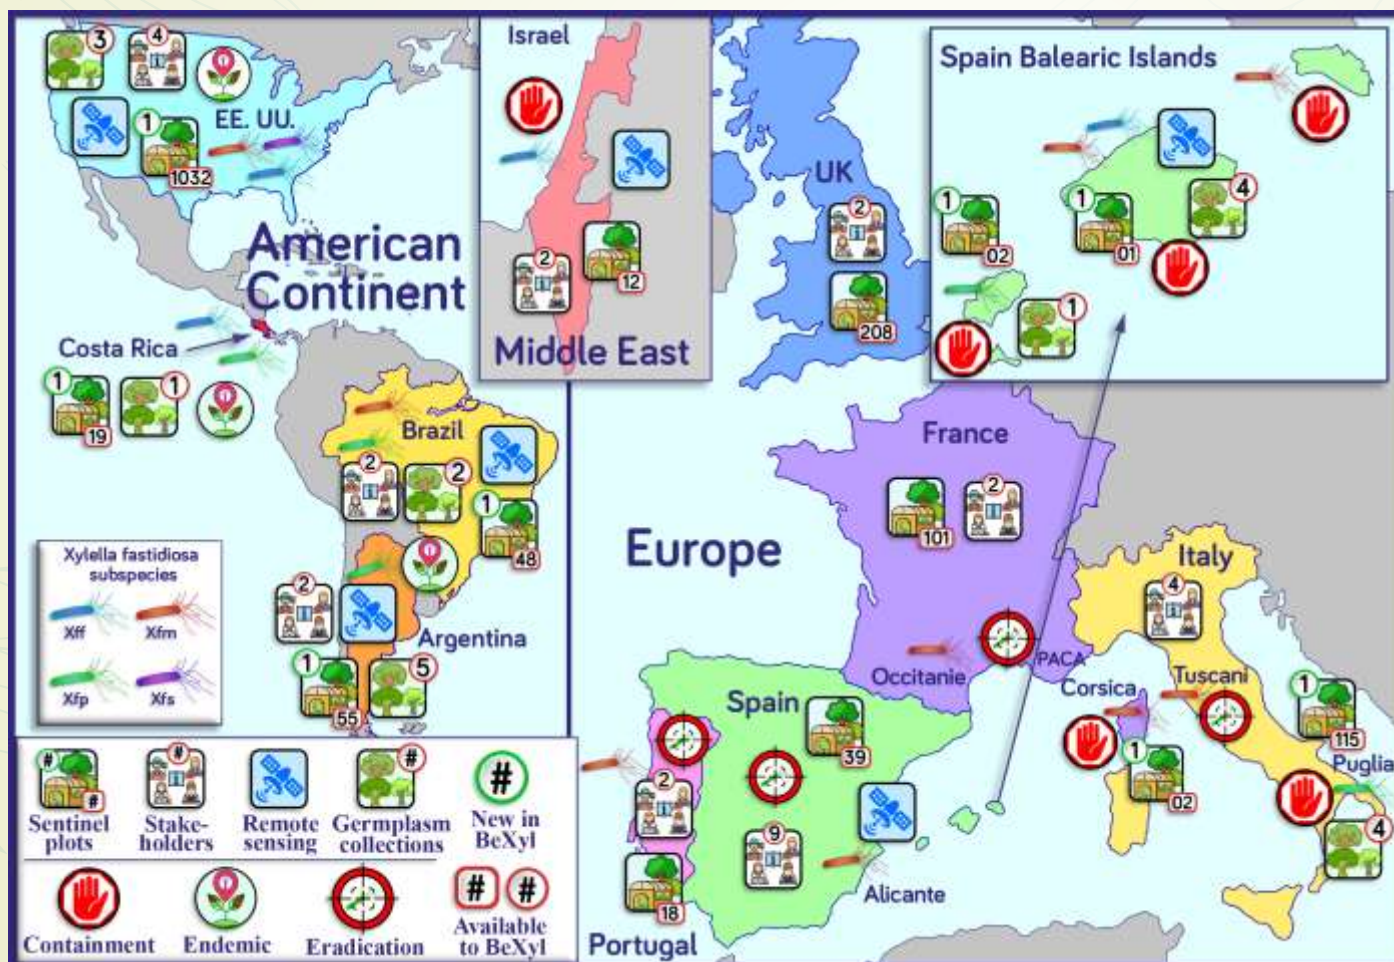 3
4
EE. UU.
1
1032
American
Continent
Costa Rica
1
19
1
Brazil
2
2
1
48
2
Argentina
1
55
5
Xylella fastidiosa
subspecies
Xff
Xfm
Xfp
Xfs
Israel
2
12
Middle East
UK
2
208
Spain Balearic Islands
1
02
1
01
4
1
Europe
France
101
2
Occitanie
PACA
Italy
4
Corsica
Tuscani
1
02
1
115
Puglia
4
Spain
39
2
9
Alicante
18
Portugal
#
#
#
#
#
Sentinel
plots
Stake-
holders
Remote
sensing
Germplasm
collections
New in
BeXyl
# #
Containment
Endemic
Eradication
Available
to BeXyl